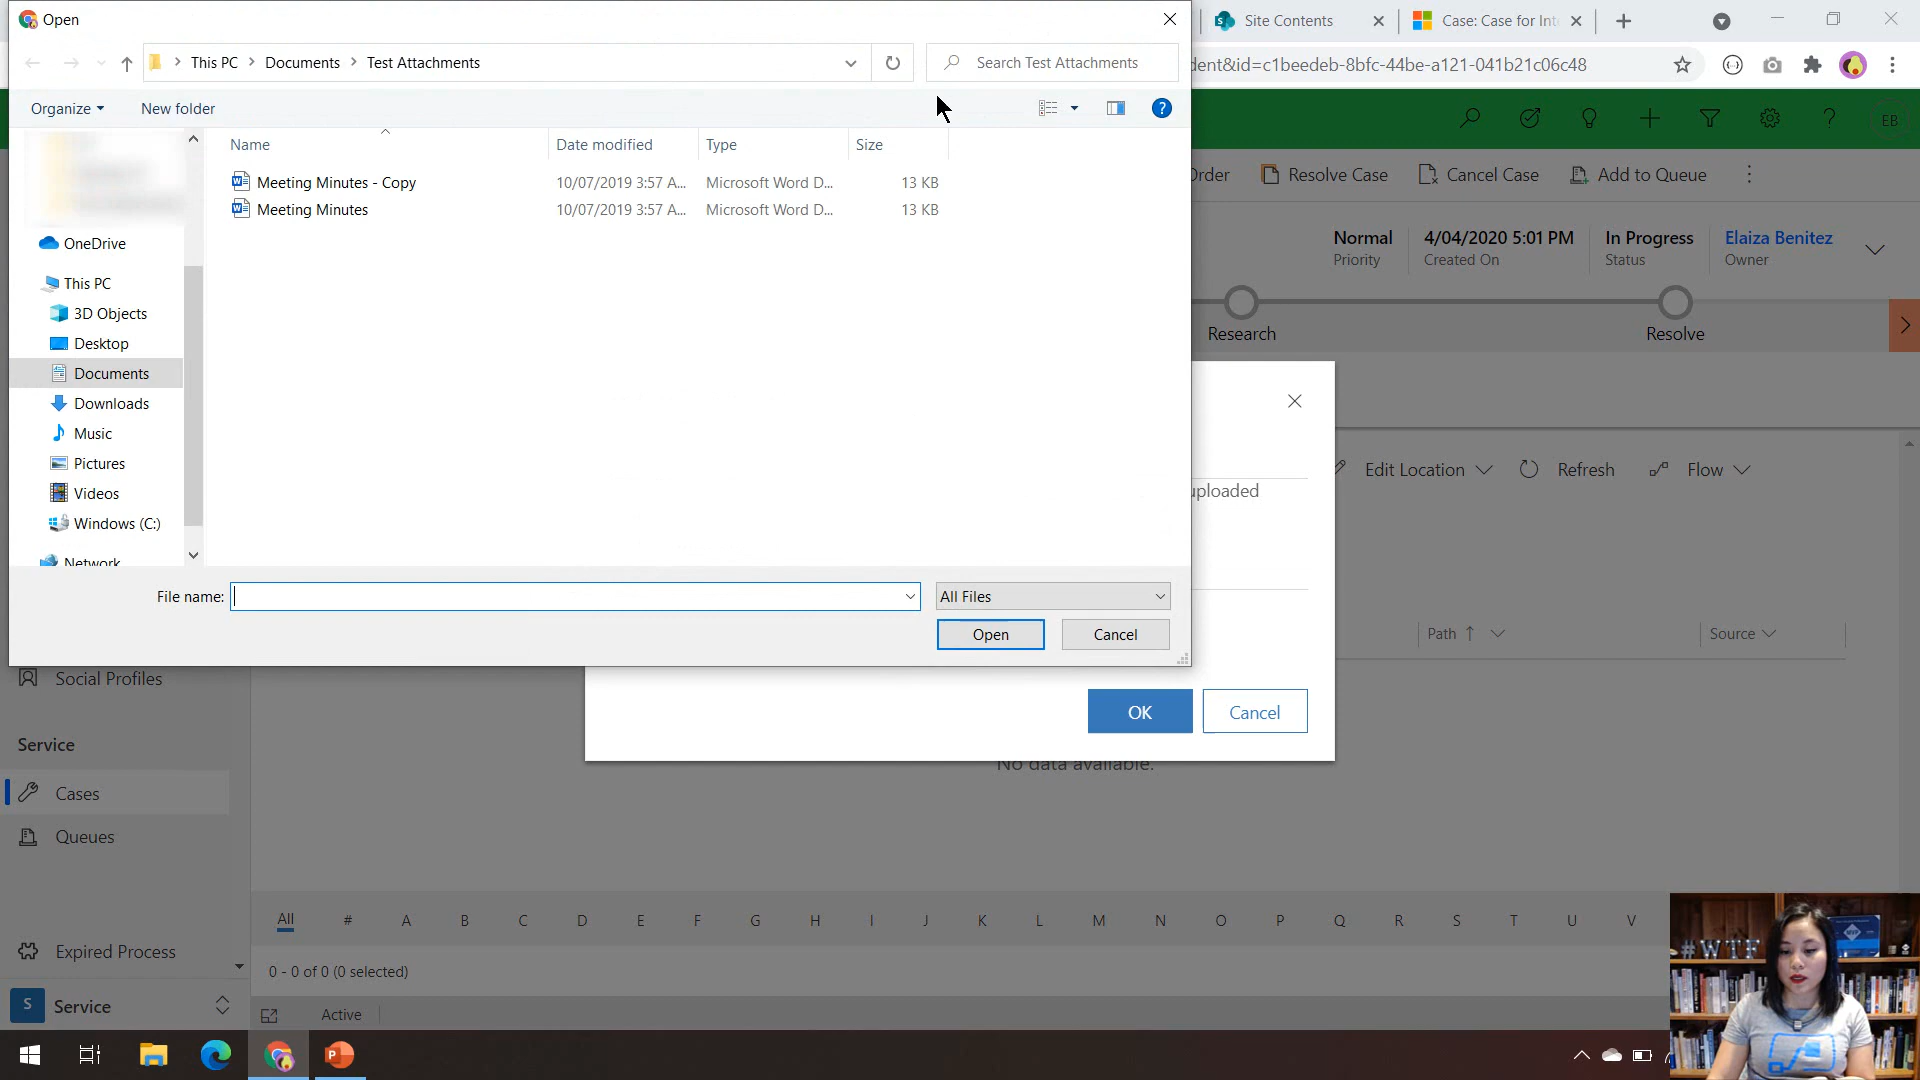 Open
Site Contents
Case: Case for Int
This PC > Documents > Test Attachments
Search Test Attachments
dent&id=c1beedeb-8bfc-44be-a121-041b21c06c48
Organize
New folder
EB
Name
Date modified
Type
Size
Meeting Minutes - Copy
10/07/2019 3:57 A...
Microsoft Word D...
13 KB
Meeting Minutes
10/07/2019 3:57 A...
Microsoft Word D...
13 KB
Order
Resolve Case
Cancel Case
Add to Queue
OneDrive
This PC
3D Objects
Desktop
Documents
Downloads
Music
Pictures
Videos
Windows (C:)
Network
Normal
Priority
4/04/2020 5:01 PM
Created On
In Progress
Status
Elaiza Benitez
Owner
Research
Resolve
Edit Location
Refresh
Flow
uploaded
File name:
All Files
Open
Cancel
Path
Source
OK
Cancel
No data available.
Social Profiles
Service
Cases
Queues
Expired Process
S
Service
All
#
A
B
C
D
E
F
G
H
I
J
K
L
M
N
O
P
Q
R
S
T
U
V
0 - 0 of 0 (0 selected)
Active
#WTF